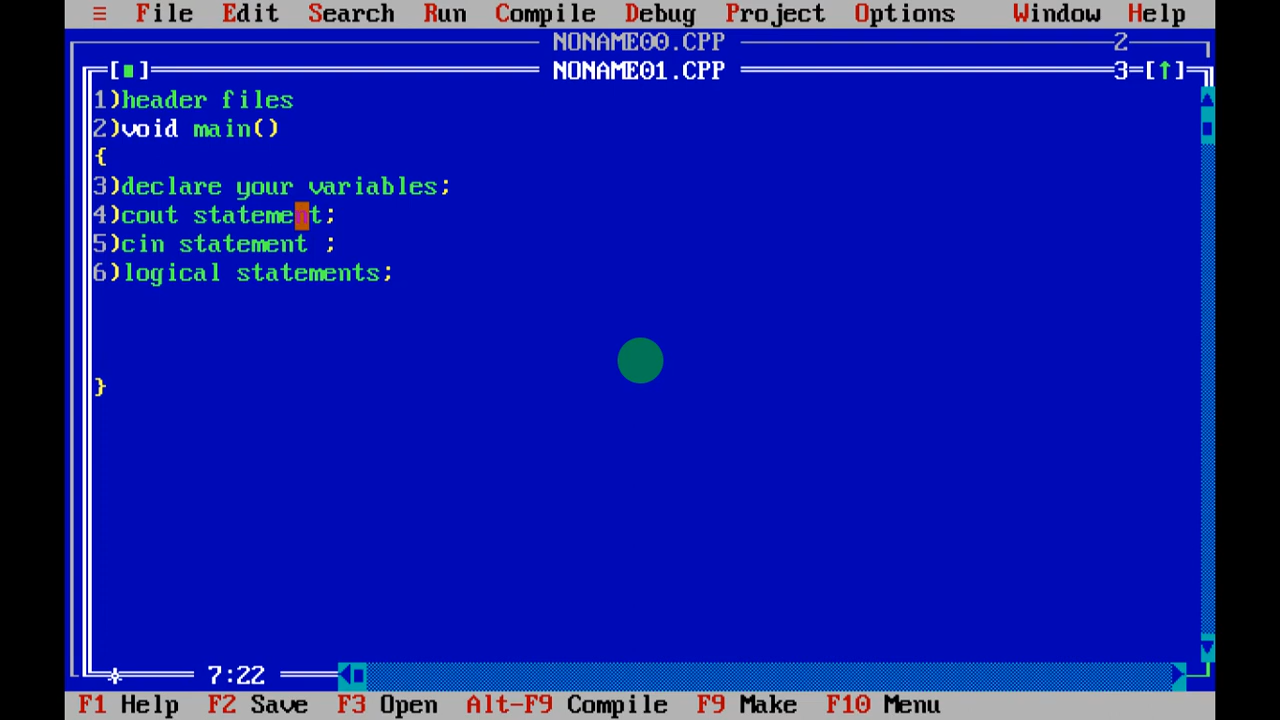 ≡ File Edit Search Run Compile Debug Project Options Window Help
NONAME00.CPP 2
[■] NONAME01.CPP 3=[↑]
1)header files
2)void main()
{
3)declare your variables;
4)cout statement;
5)cin statement ;
6)logical statements;
}
7:22
F1 Help F2 Save F3 Open Alt-F9 Compile F9 Make F10 Menu